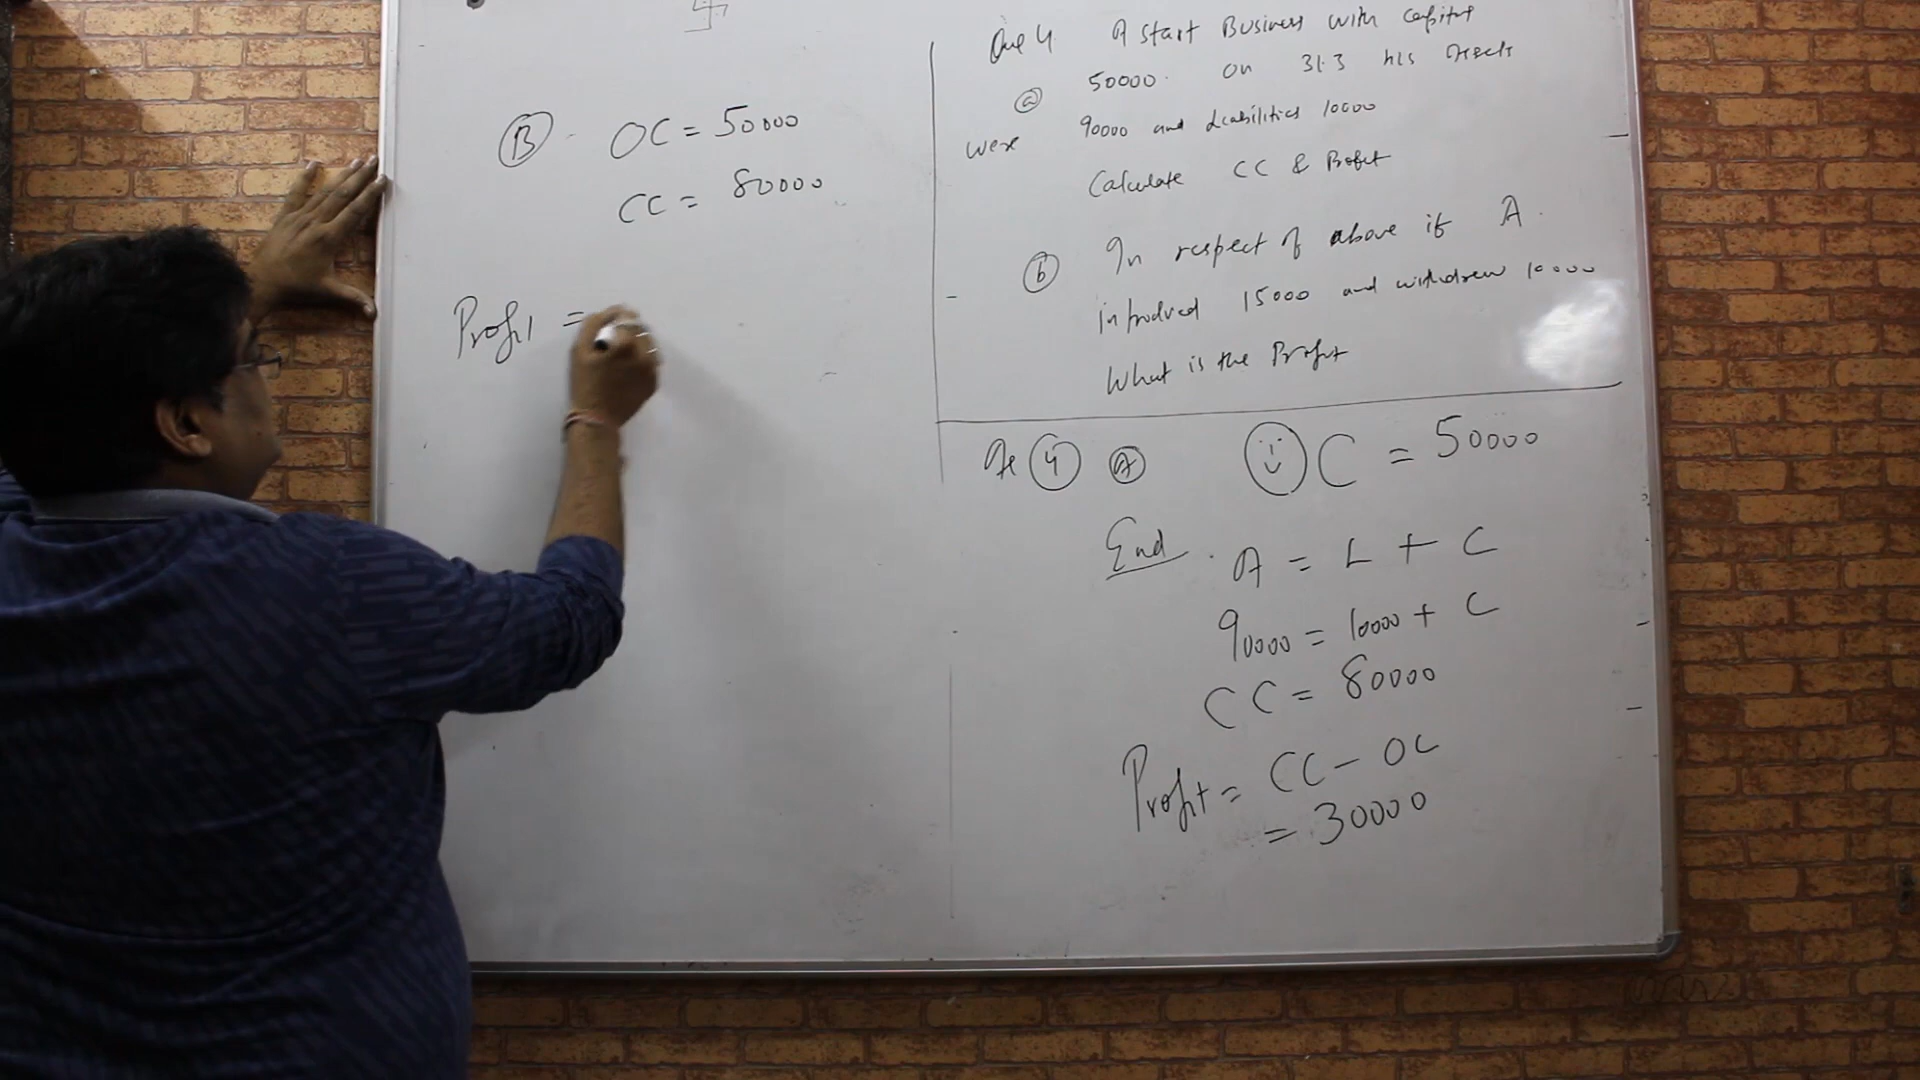 (B) OC = 50000
CC = 80000
Profit =
Que 4. A start Business with capital
(a) 50000. on 31.3 his assets
were 90000 and Liabilities 10000
Calculate CC & Profit
(b) In respect of above if A.
introduced 15000 and withdrew 10000
What is the Profit
(4) (a) C = 50000
End. A = L + C
90000 = 10000 + C
CC = 80000
Profit = CC - OC
= 30000